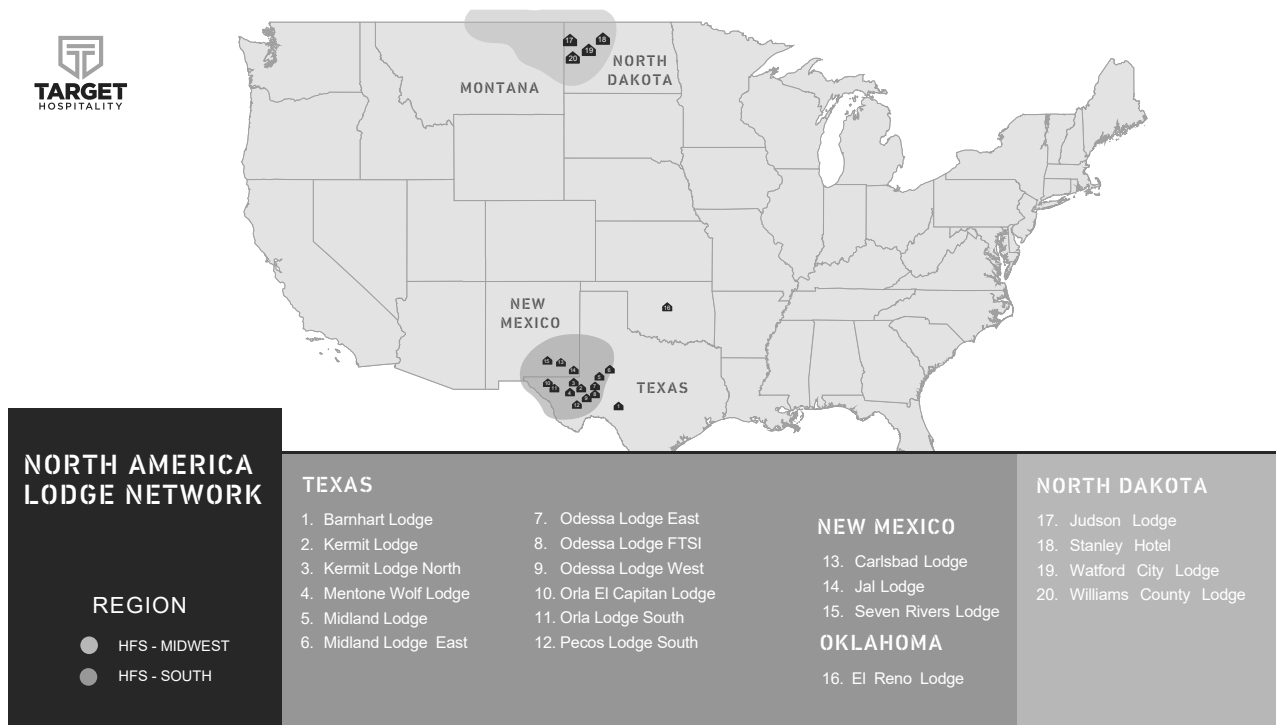 TARGET
HOSPITALITY
MONTANA
NORTH
DAKOTA
17
18
19
20
NEW
MEXICO
TEXAS
16
NORTH AMERICA
LODGE NETWORK
REGION
HFS - MIDWEST
HFS - SOUTH
TEXAS
1. Barnhart Lodge
2. Kermit Lodge
3. Kermit Lodge North
4. Mentone Wolf Lodge
5. Midland Lodge
6. Midland East
7. Odessa Lodge East
8. Odessa Lodge FTSI
9. Odessa Lodge West
10. Orla El Capitan Lodge
11. Orla Lodge South
12. Pecos Lodge South
NEW MEXICO
13. Carlsbad Lodge
14. Jal Lodge
15. Seven Rivers Lodge
OKLAHOMA
16. El Reno Lodge
NORTH DAKOTA
17. Judson Lodge
18. Stanley Hotel
19. Watford City Lodge
20. Williams County Lodge